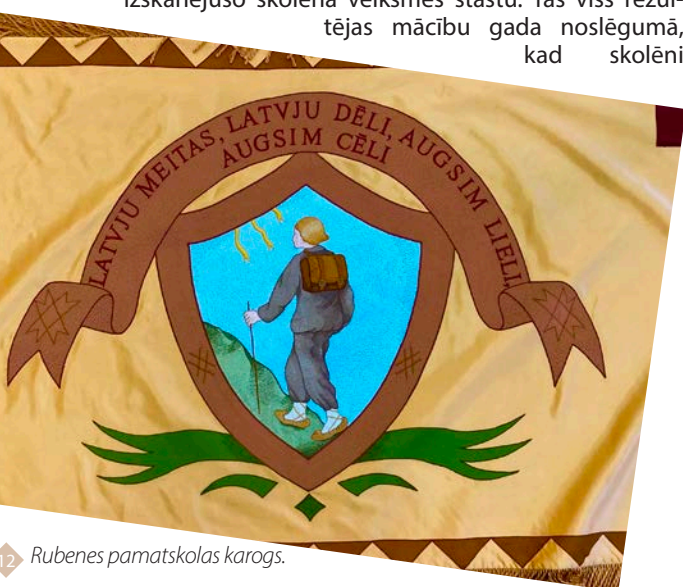 izskanējušo skolēna veiksmes stāstu. Tas viss rezul-
tējas mācību gada noslēgumā,
kad skolēni
LATVJU MEITAS, LATVJU DĒLI, AUGSIM LIELI,
AUGSIM CĒLI
12 Rubenes pamatskolas karogs.